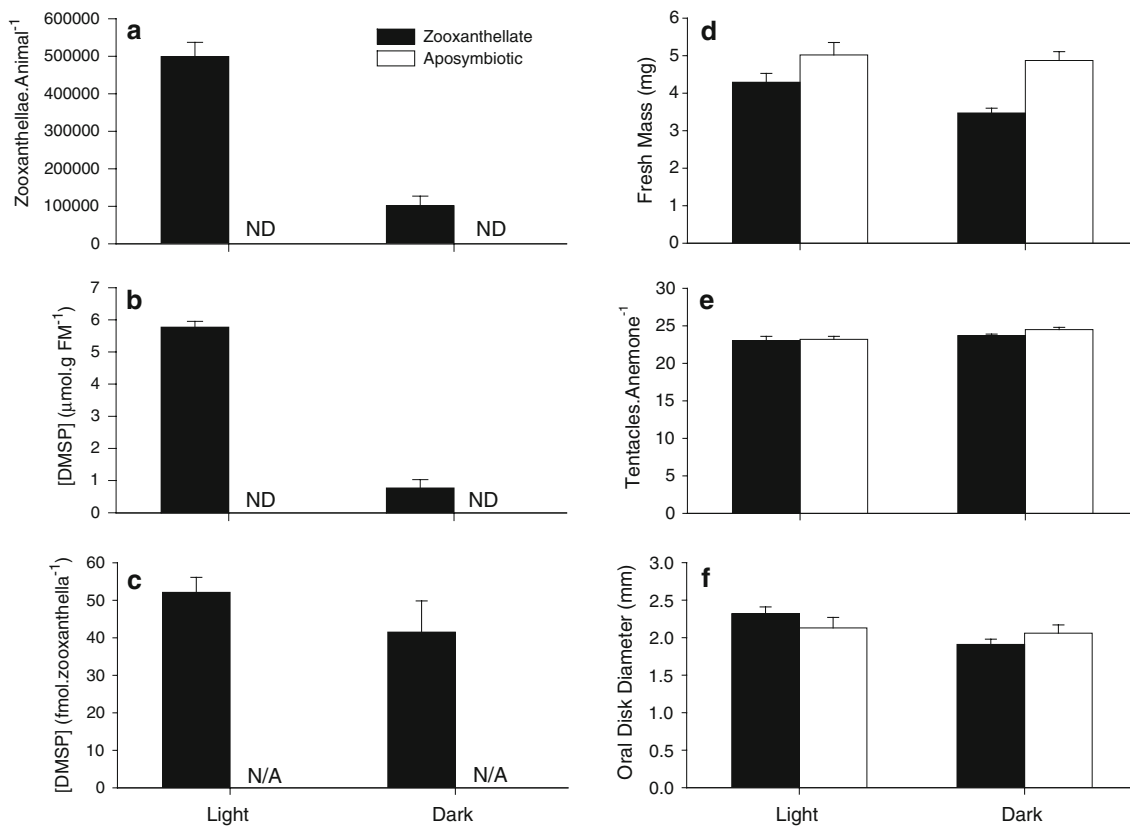 a
Zooxanthellae.Animal⁻¹
600000
500000
400000
300000
200000
100000
0
ND
ND
Zooxanthellate
Aposymbiotic
b
[DMSP] (μmol.g FM⁻¹)
7
6
5
4
3
2
1
0
ND
ND
c
[DMSP] (fmol.zooxanthella⁻¹)
60
50
40
30
20
10
0
N/A
N/A
Light
Dark
d
Fresh Mass (mg)
6
5
4
3
2
1
0
e
Tentacles.Anemone⁻¹
30
25
20
15
10
5
0
f
Oral Disk Diameter (mm)
3.0
2.5
2.0
1.5
1.0
0.5
0.0
Light
Dark